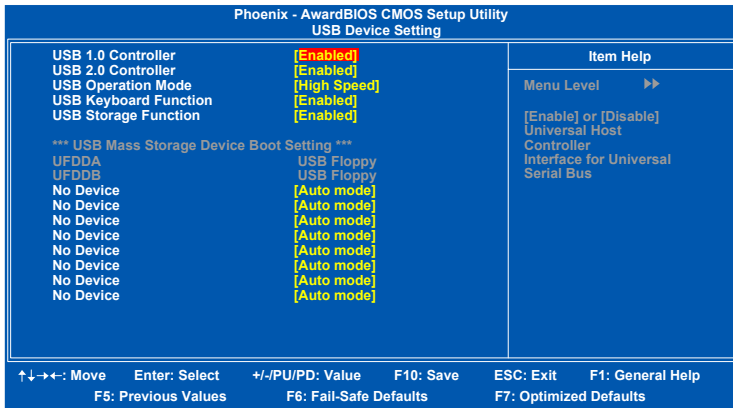 Phoenix - AwardBIOS CMOS Setup Utility
USB Device Setting
USB 1.0 Controller [Enabled]
USB 2.0 Controller [Enabled]
USB Operation Mode [High Speed]
USB Keyboard Function [Enabled]
USB Storage Function [Enabled]
*** USB Mass Storage Device Boot Setting ***
UFDDA USB Floppy
UFDDB USB Floppy
No Device [Auto mode]
No Device [Auto mode]
No Device [Auto mode]
No Device [Auto mode]
No Device [Auto mode]
No Device [Auto mode]
No Device [Auto mode]
No Device [Auto mode]
Item Help
Menu Level ▶▶
[Enable] or [Disable]
Universal Host
Controller
Interface for Universal
Serial Bus
↑↓→←: Move Enter: Select +/-/PU/PD: Value F10: Save ESC: Exit F1: General Help
F5: Previous Values F6: Fail-Safe Defaults F7: Optimized Defaults